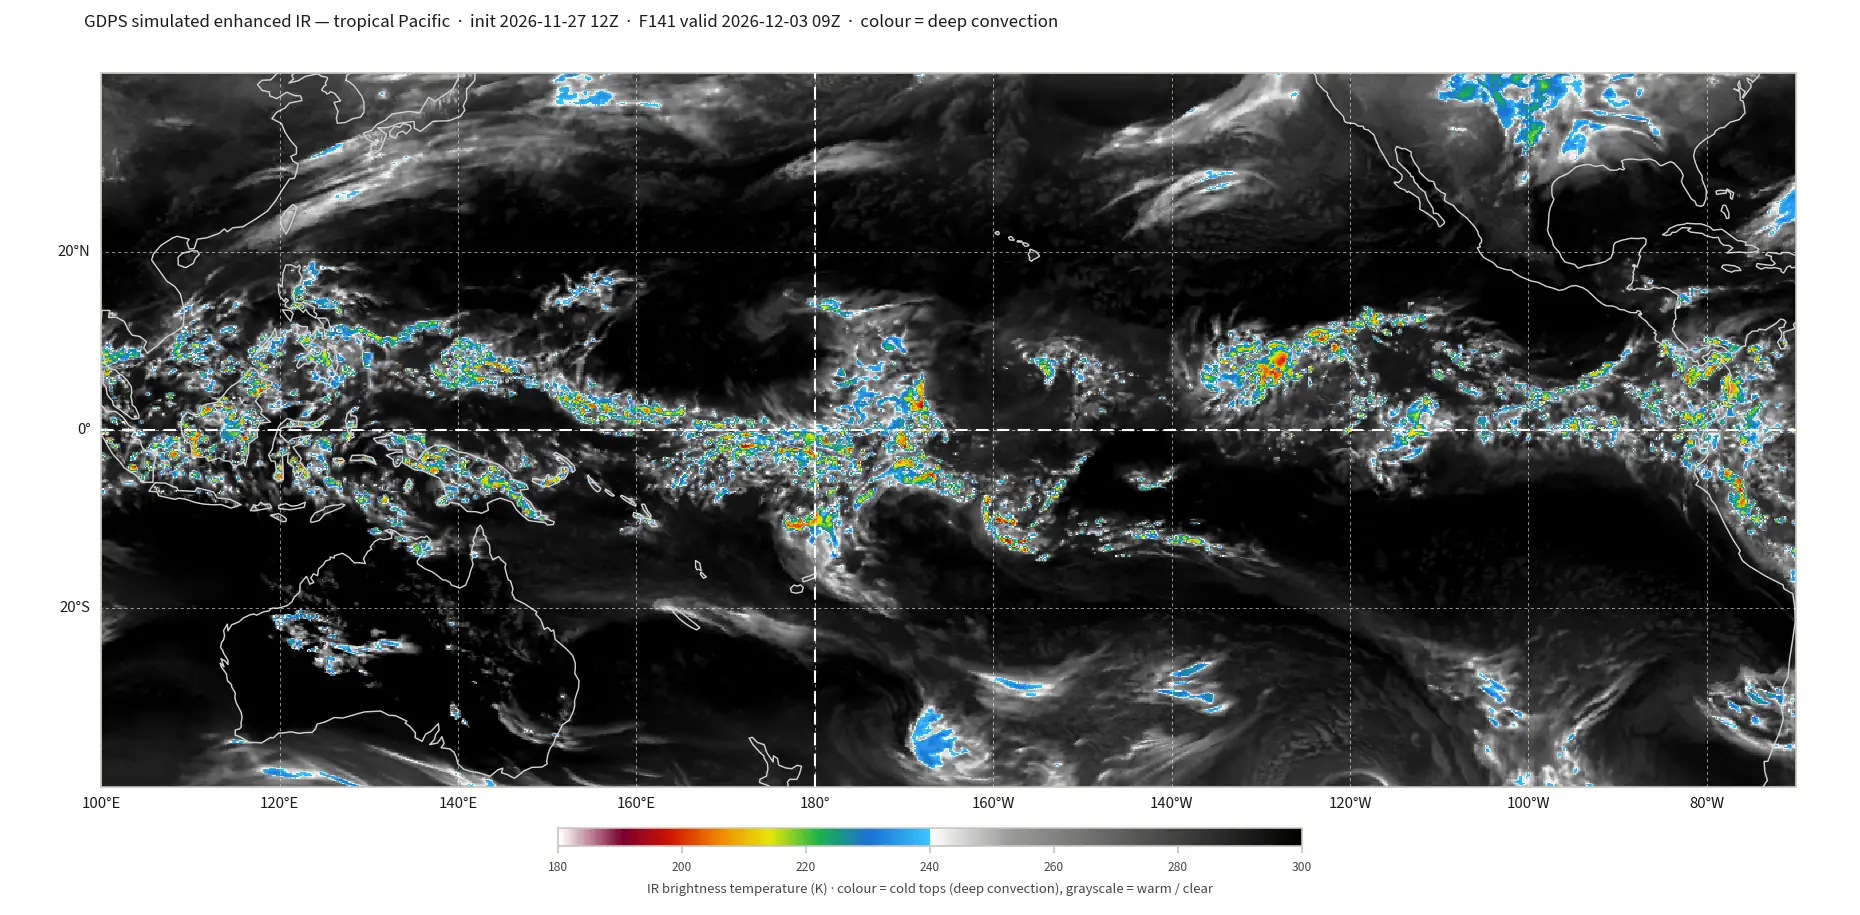 GDPS simulated enhanced IR — tropical Pacific · init 2026-11-27 12Z · F141 valid 2026-12-03 09Z · colour = deep convection
20°N
0°
20°S
100°E 120°E 140°E 160°E 180° 160°W 140°W 120°W 100°W 80°W
180 200 220 240 260 280 300
IR brightness temperature (K) · colour = cold tops (deep convection), grayscale = warm / clear